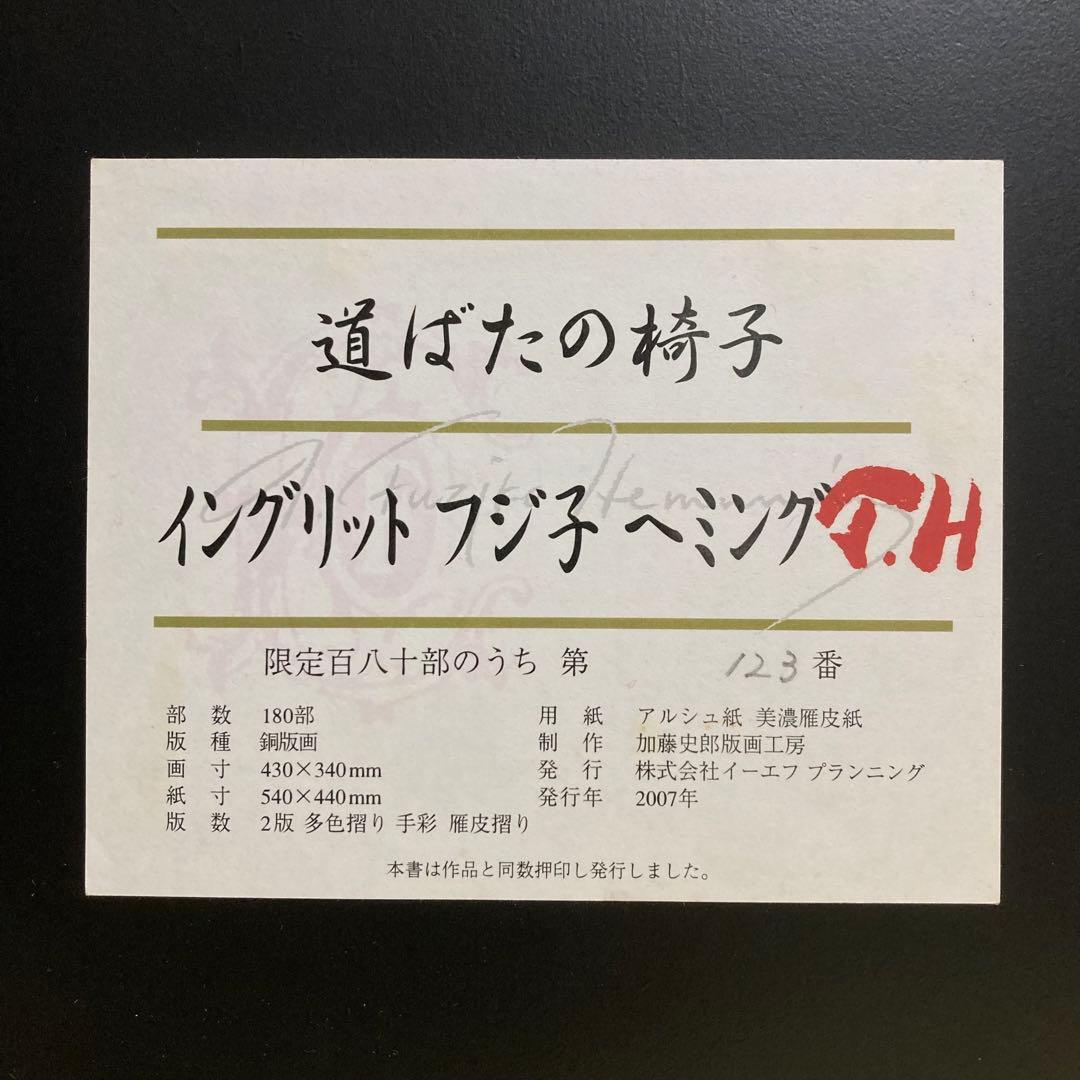 道ばたの椅子
Fuzjko Hemming
イングリット フジ子 ヘミング
T.H
限定百八十部のうち 第 123 番
部数 180部
版種 銅版画
画寸 430×340mm
紙寸 540×440mm
版数 2版 多色摺り 手彩 雁皮摺り
用紙 アルシュ紙 美濃雁皮紙
制作 加藤史郎版画工房
発行 株式会社イーエフ プランニング
発行年 2007年
本書は作品と同数押印し発行しました。